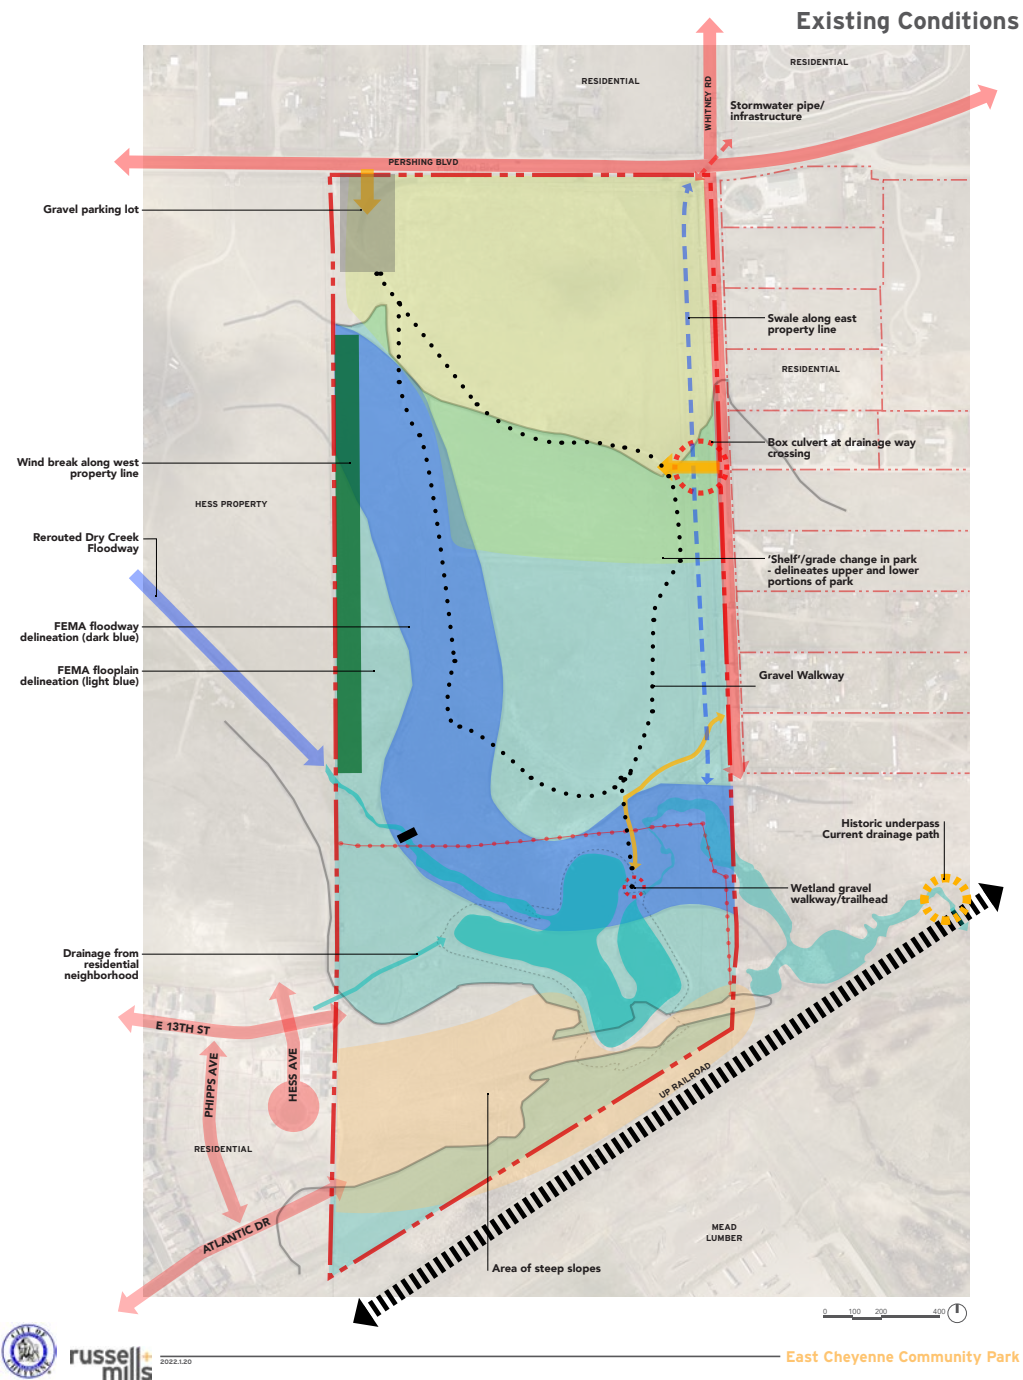 Existing Conditions
RESIDENTIAL
RESIDENTIAL
WHITNEY RD
Stormwater pipe/
infrastructure
PERSHING BLVD
Gravel parking lot
Swale along east
property line
RESIDENTIAL
Box culvert at drainage way
crossing
Wind break along west
property line
HESS PROPERTY
Rerouted Dry Creek
Floodway
'Shelf'/grade change in park
- delineates upper and lower
portions of park
FEMA floodway
delineation (dark blue)
FEMA flooplain
delineation (light blue)
Gravel Walkway
Historic underpass
Current drainage path
Wetland gravel
walkway/trailhead
Drainage from
residential
neighborhood
E 13TH ST
PHIPPS AVE
HESS AVE
UP RAILROAD
RESIDENTIAL
ATLANTIC DR
MEAD
LUMBER
Area of steep slopes
0 100 200 400
CITY OF
CHEYENNE
russell+
mills
2022.1.20
East Cheyenne Community Park